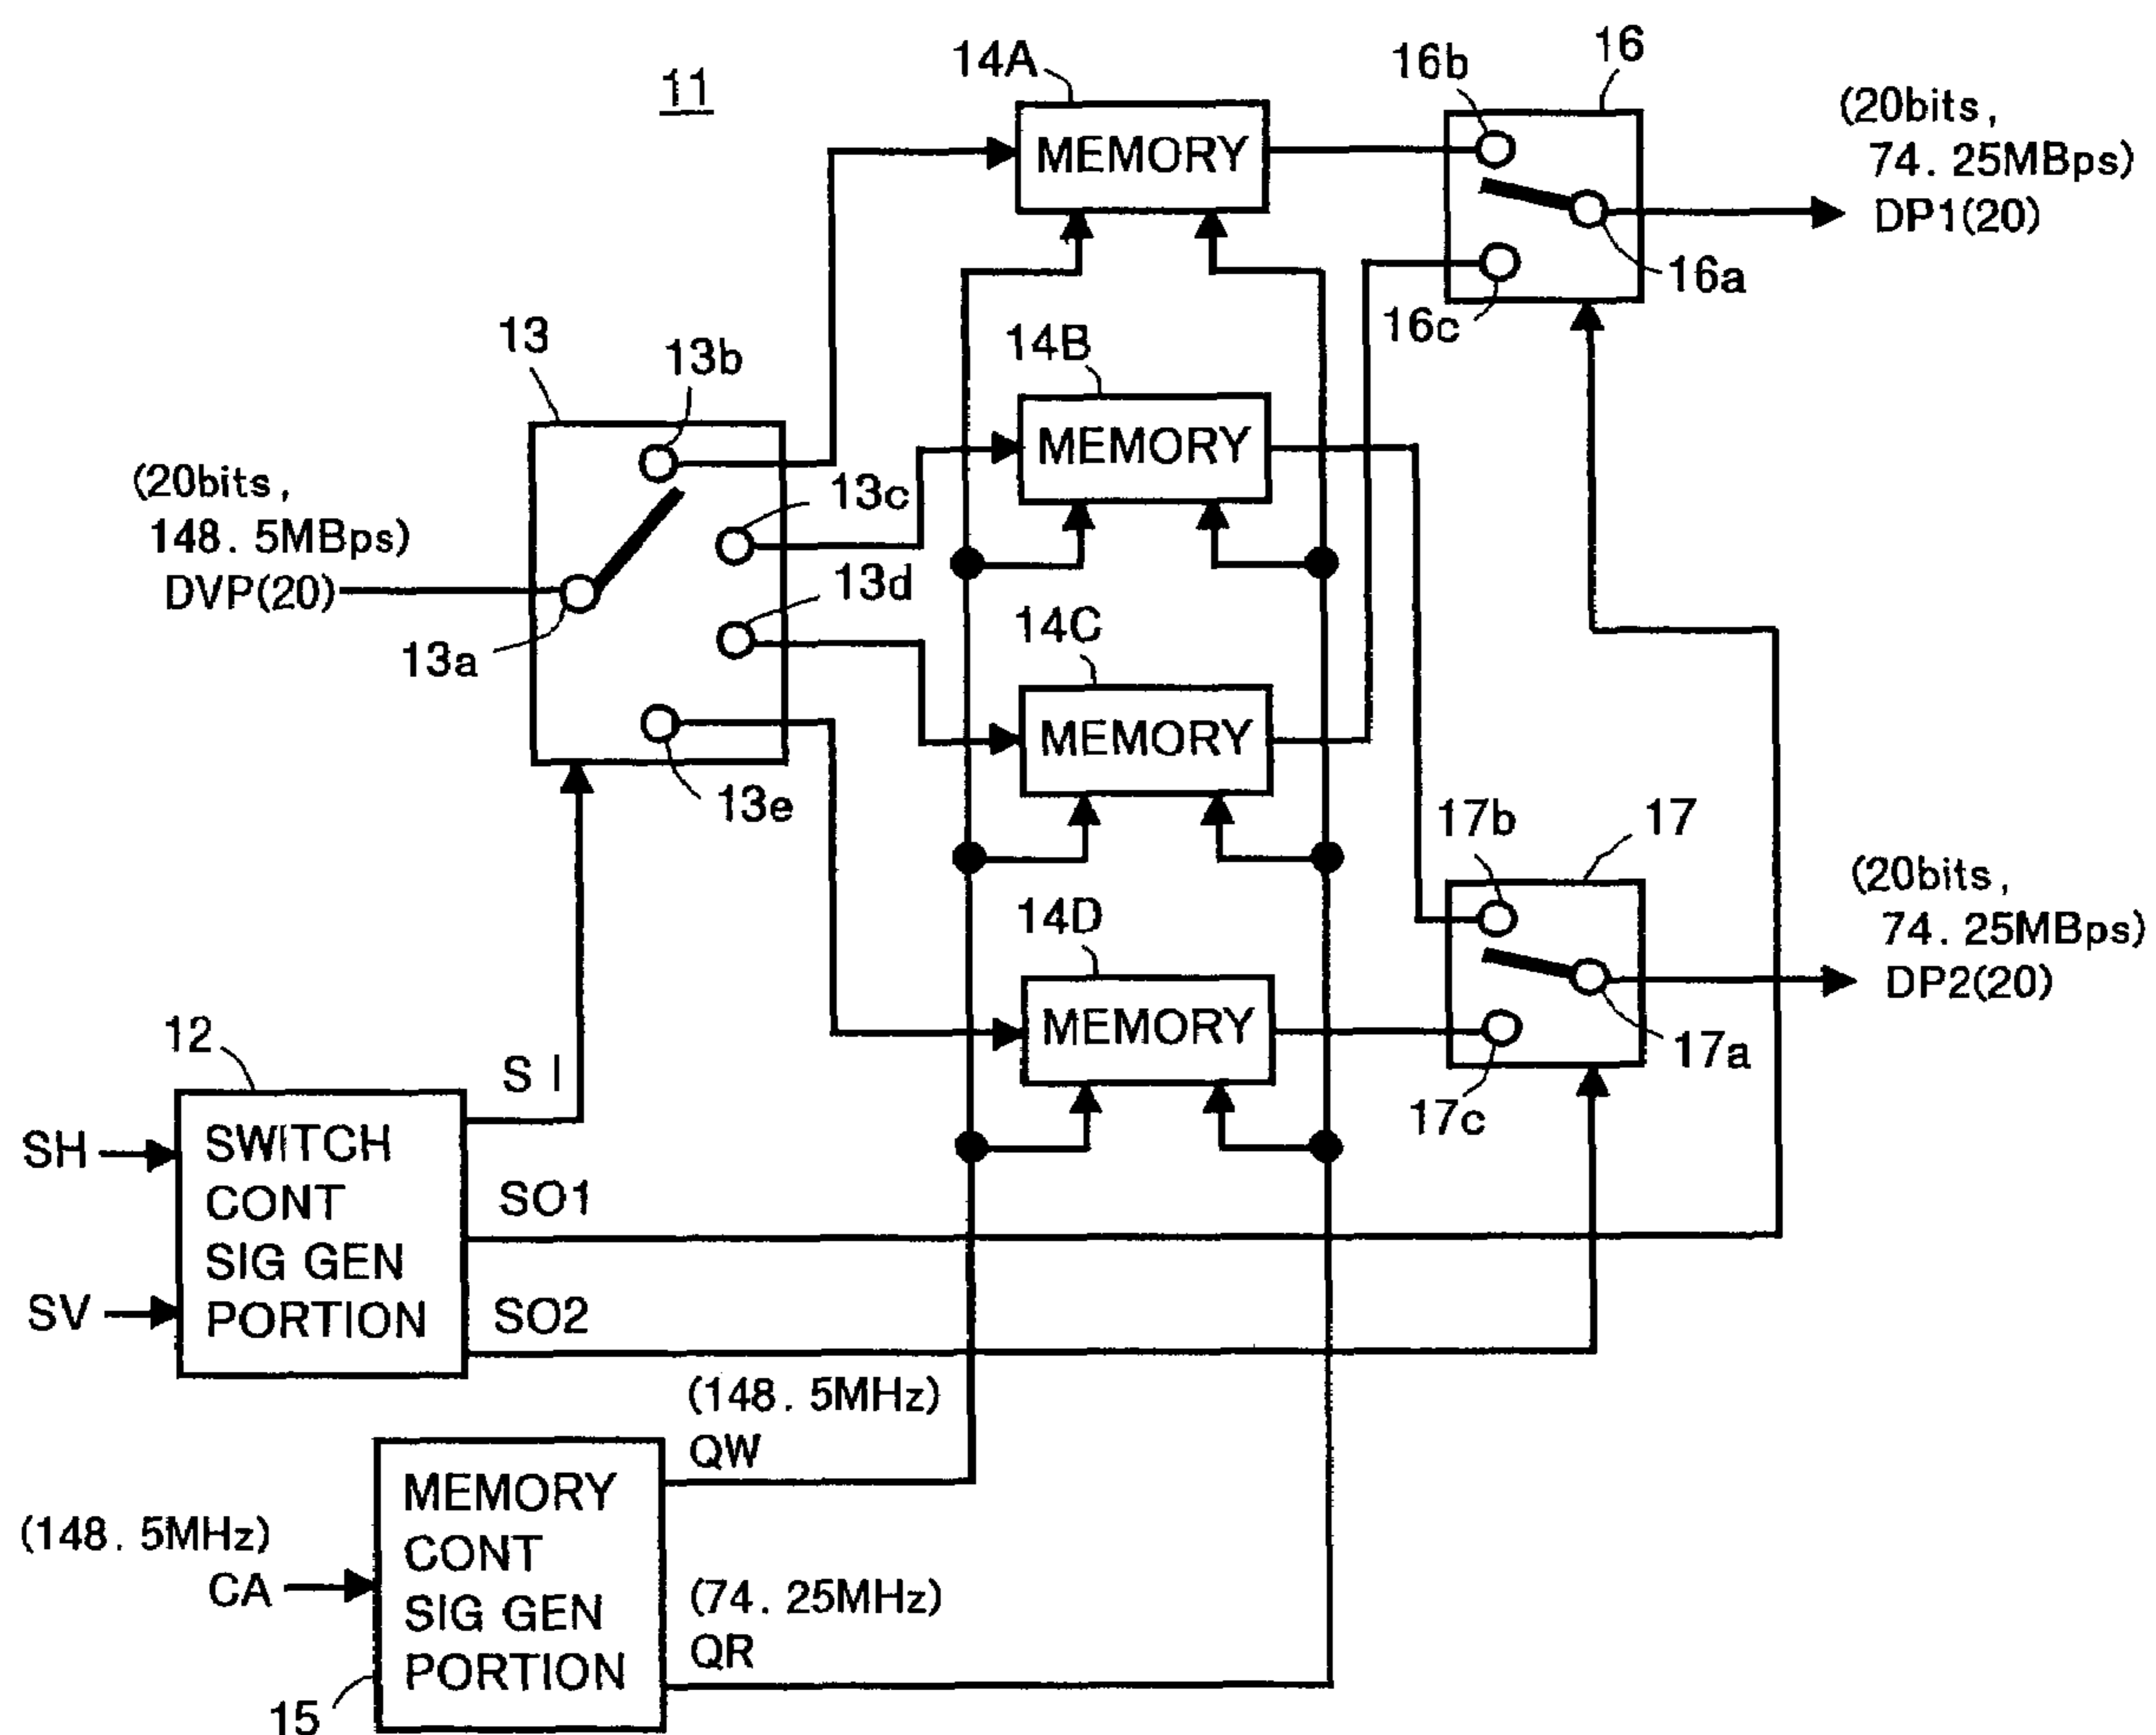 11
14A
MEMORY
16b
16
(20bits,
74.25MBps)
DP1(20)
16a
16c
13
13b
14B
MEMORY
13c
(20bits,
148.5MBps)
DVP(20)
13a
13d
14C
MEMORY
13e
17b
17
(20bits,
74.25MBps)
DP2(20)
17a
17c
14D
MEMORY
12
SI
SH
SV
SWITCH
CONT
SIG GEN
PORTION
SO1
SO2
(148.5MHz)
QW
(148.5MHz)
CA
MEMORY
CONT
SIG GEN
PORTION
(74.25MHz)
QR
15